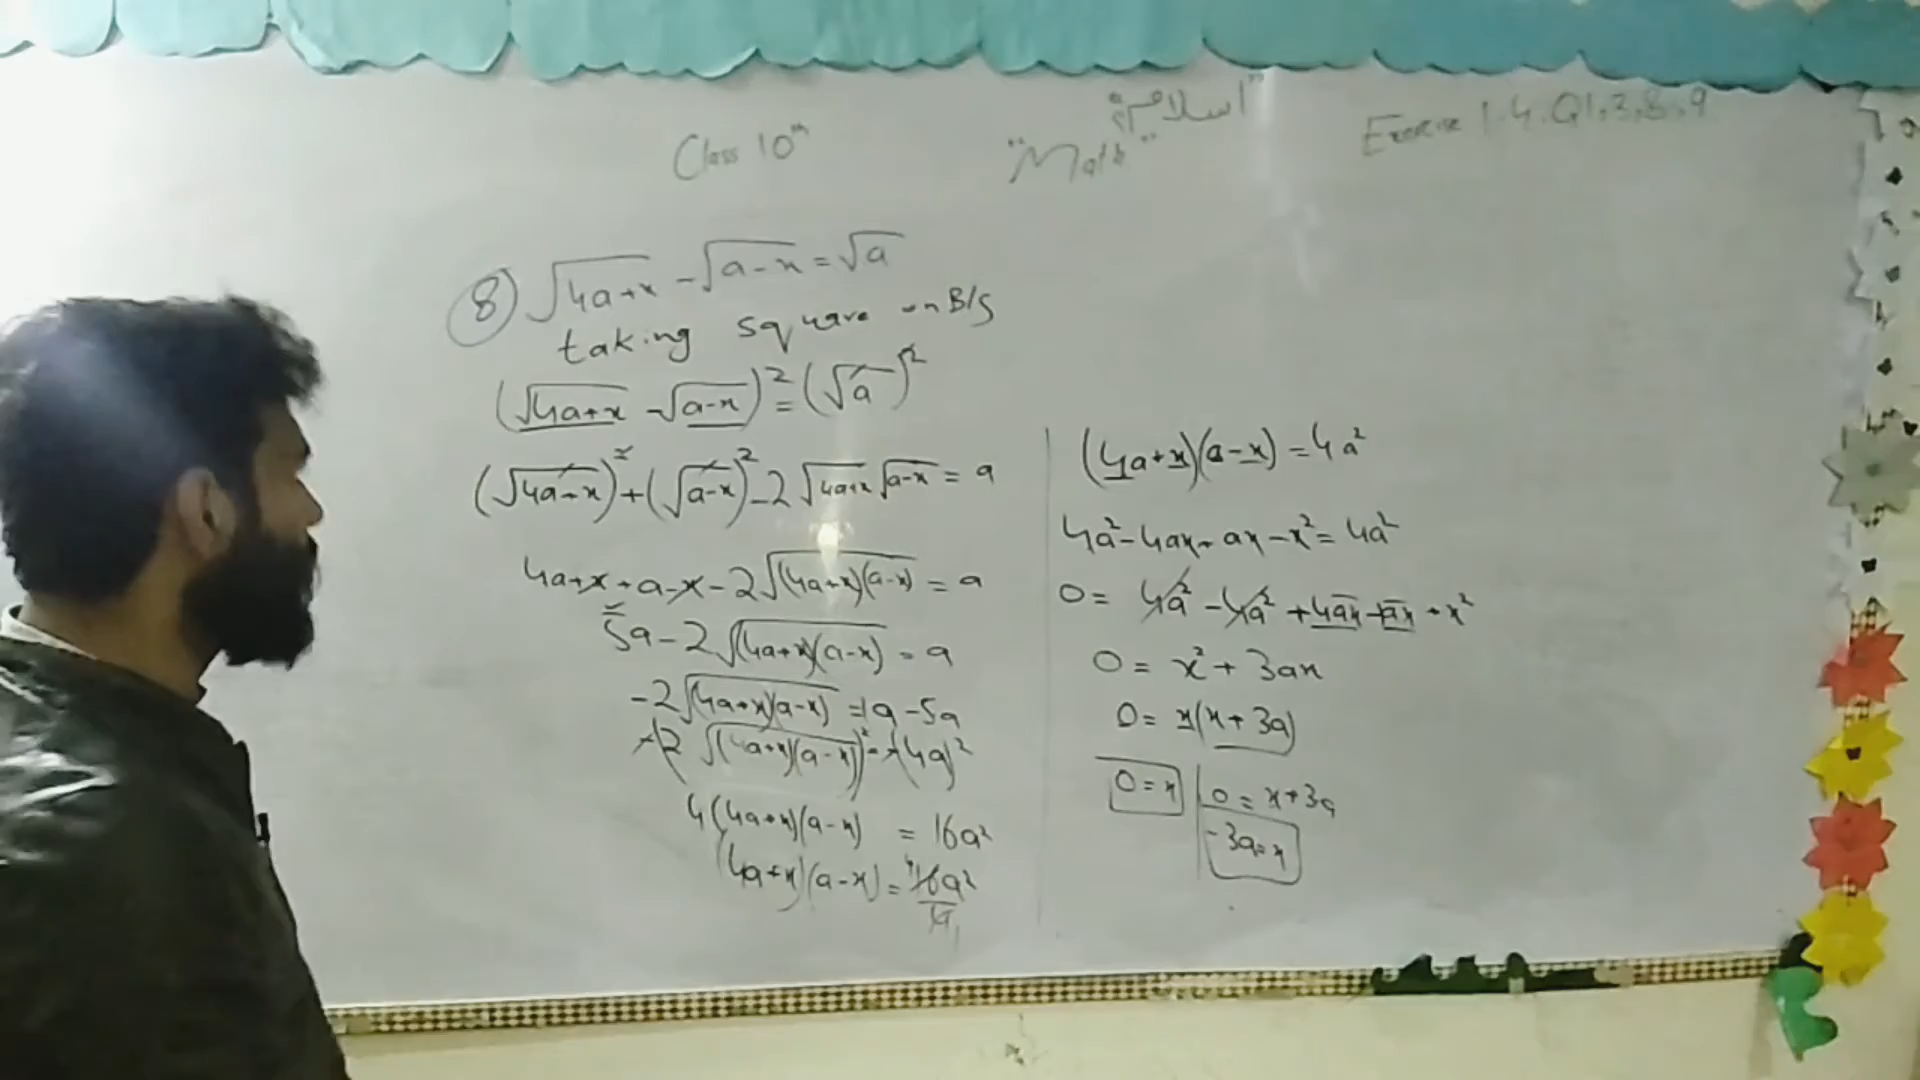 Class 10th
"اسلام"
"Math"
Exercise 1.4. Q1,2,8,9
8) √(4a+x) - √(a-x) = √a
taking square on B/S
(√(4a+x) - √(a-x))² = (√a)²
(√(4a+x))² + (√(a-x))² - 2√(4a+x) √(a-x) = a
4a+x+a-x-2√((4a+x)(a-x)) = a
5a-2√((4a+x)(a-x)) = a
-2√((4a+x)(a-x)) = a-5a
-(2√((4a+x)(a-x)))² = -(4a)²
4(4a+x)(a-x) = 16a²
(4a+x)(a-x) = 16a²/4
(4a+x)(a-x) = 4a²
4a²-4ax+ax-x² = 4a²
0 = 4a²-4a²+4ax-ax+x²
0 = x²+3ax
0 = x(x+3a)
0=x
0=x+3a
-3a=x